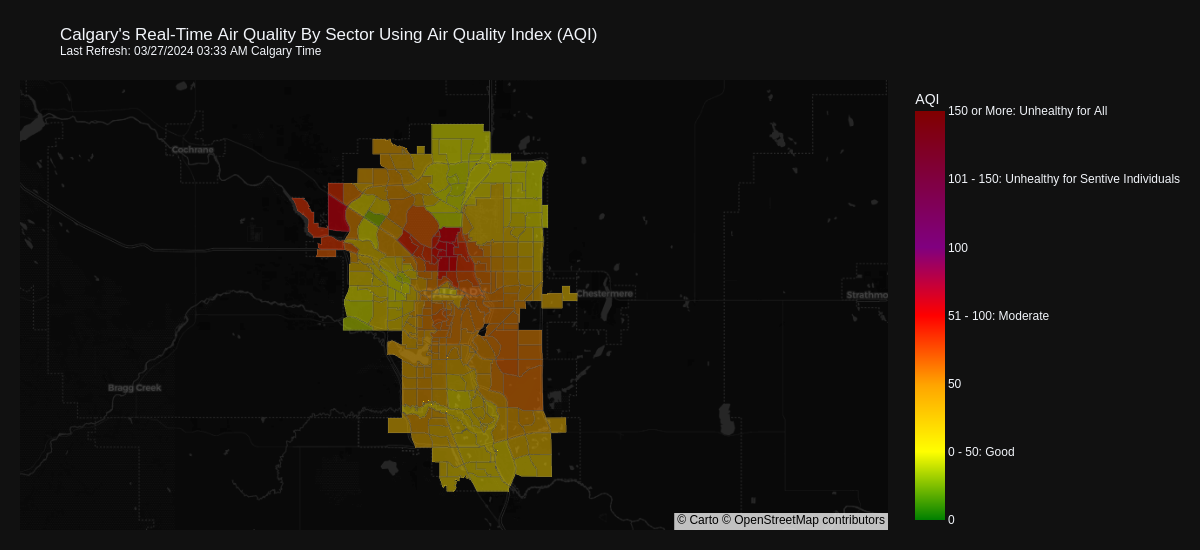 Calgary's Real-Time Air Quality By Sector Using Air Quality Index (AQI)
Last Refresh: 03/27/2024 03:33 AM Calgary Time
AQI
150 or More: Unhealthy for All
Cochrane
101 - 150: Unhealthy for Sentive Individuals
100
CALGARY
Chestermere
Strathmo
51 - 100: Moderate
50
Bragg Creek
0 - 50: Good
0
© Carto © OpenStreetMap contributors